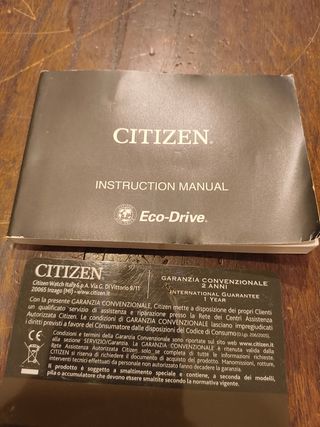 CITIZEN
INSTRUCTION MANUAL
Eco-Drive
CITIZEN
Citizen Watch Italy S.p.A. Via G. Di Vittorio 9/11
20065 Inzago (MI) - www.citizen.it
GARANZIA CONVENZIONALE
2 ANNI
INTERNATIONAL GUARANTEE
1 YEAR
Con la presente GARANZIA CONVENZIONALE, Citizen mette a disposizione dei propri Clienti
un qualificato servizio di assistenza e riparazione presso la Rete dei Centri Assistenza
Autorizzata Citizen. Le condizioni di GARANZIA CONVENZIONALE lasciano impregiudicati
i diritti previsti a favore del Consumatore dalle disposizioni del Codice di Consumo
Condizioni e termini della Garanzia Convenzionale sono riportate sul sito web www.citizen.it
alla sezione SERVIZIO/Garanzia. La GARANZIA CONVENZIONALE è ritenuta valida dalla
Rete Assistenza Autorizzata Citizen solo se completa di tutte le informazioni richieste.
CITIZEN si riserva di richiedere il documento di acquisto. Manomissioni, rotture,
interventi tecnici effettuati da personale non autorizzato fanno decadere la garanzia.
Il prodotto è soggetto a smaltimento speciale e contiene, a seconda dei modelli,
pila o accumulatore che devono essere smaltite secondo la normativa vigente.
CE